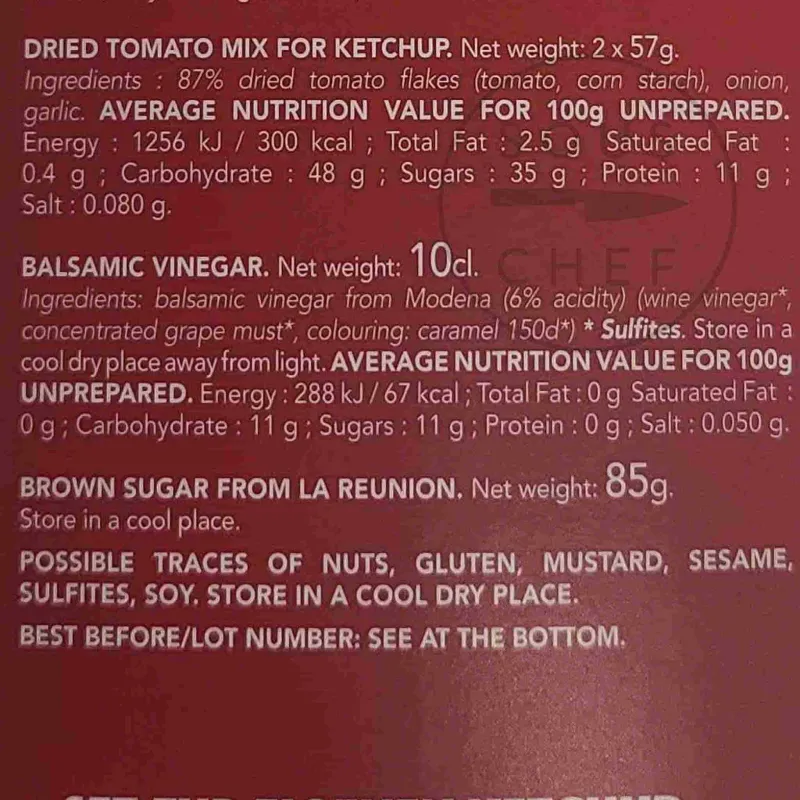 DRIED TOMATO MIX FOR KETCHUP. Net weight: 2 x 57g.
Ingredients : 87% dried tomato flakes (tomato, corn starch), onion,
garlic. AVERAGE NUTRITION VALUE FOR 100g UNPREPARED.
Energy : 1256 kJ / 300 kcal ; Total Fat : 2.5 g Saturated Fat :
0.4 g ; Carbohydrate : 48 g ; Sugars : 35 g ; Protein : 11 g ;
Salt : 0.080 g.
BALSAMIC VINEGAR. Net weight: 10cl.
CHEF
Ingredients: balsamic vinegar from Modena (6% acidity) (wine vinegar*,
concentrated grape must*, colouring: caramel 150d*) * Sulfites. Store in a
cool dry place away from light. AVERAGE NUTRITION VALUE FOR 100g
UNPREPARED. Energy : 288 kJ / 67 kcal ; Total Fat : 0 g Saturated Fat :
0 g ; Carbohydrate : 11 g ; Sugars : 11 g ; Protein : 0 g ; Salt : 0.050 g.
BROWN SUGAR FROM LA REUNION. Net weight: 85g.
Store in a cool place.
POSSIBLE TRACES OF NUTS, GLUTEN, MUSTARD, SESAME,
SULFITES, SOY. STORE IN A COOL DRY PLACE.
BEST BEFORE/LOT NUMBER: SEE AT THE BOTTOM.